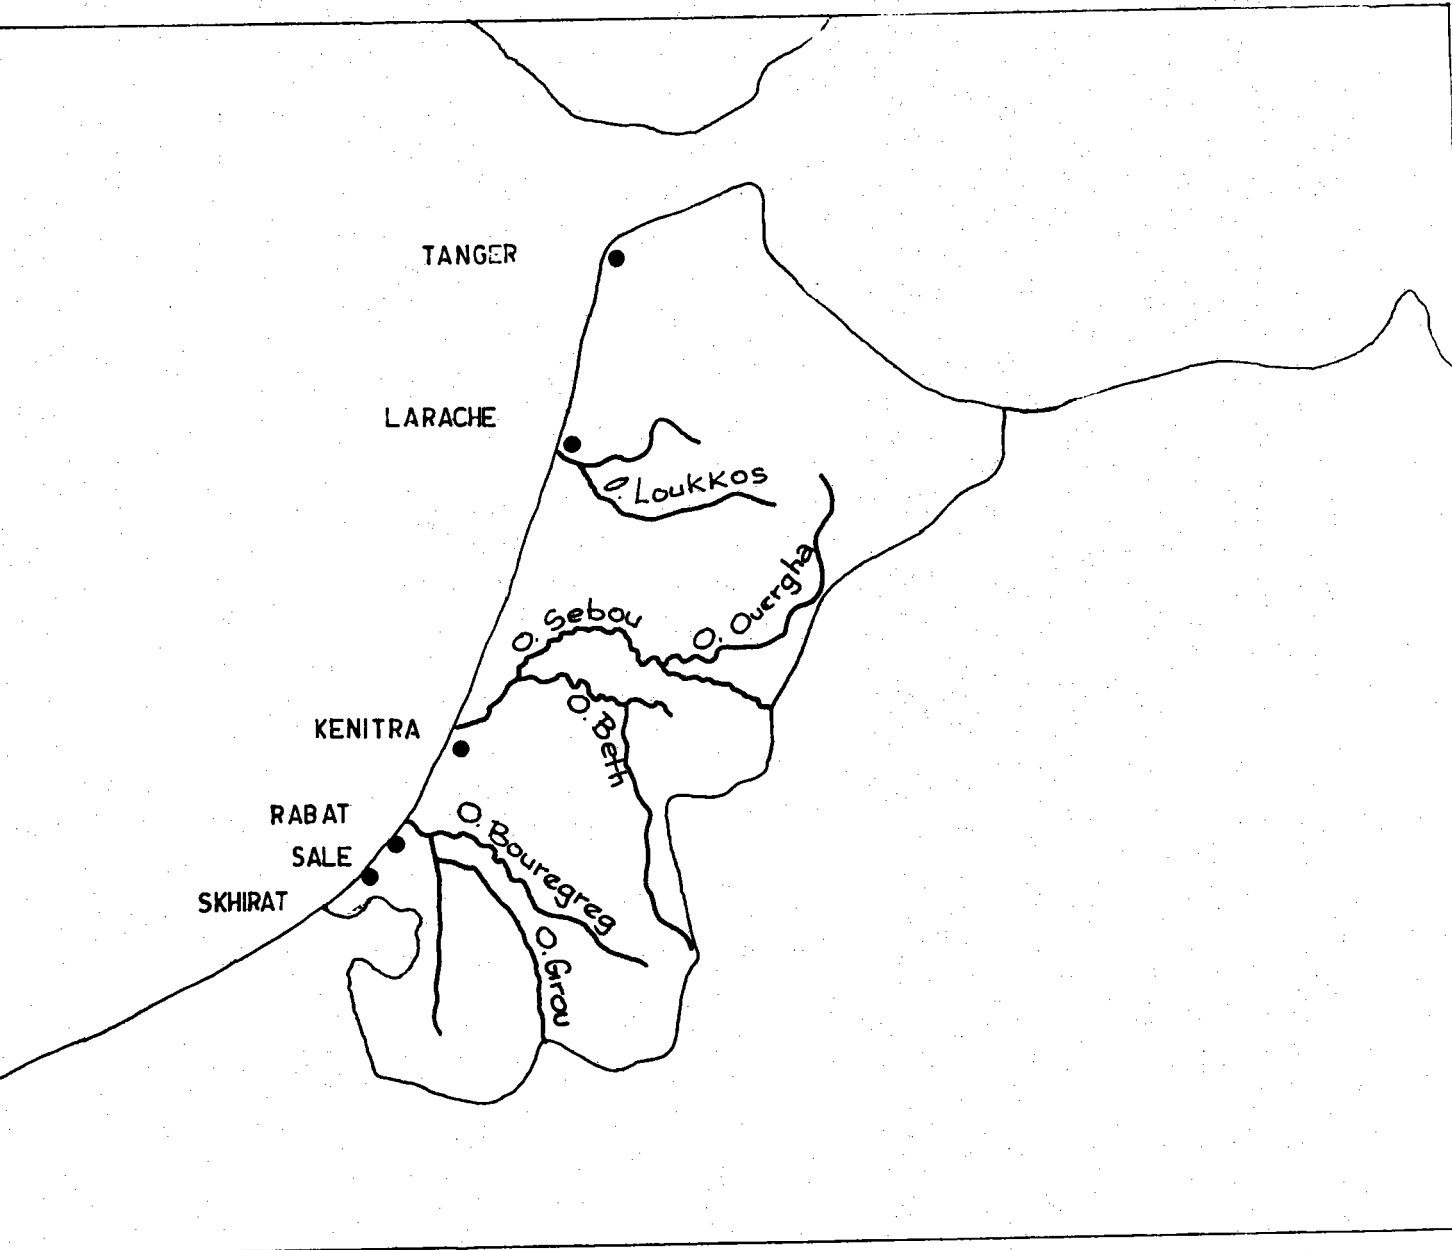 TANGER
LARACHE
O. Loukkos
O. Ouergha
O. Sebou
O. Beth
KENITRA
RABAT
O. Bouregreg
SALE
SKHIRAT
O. Grou